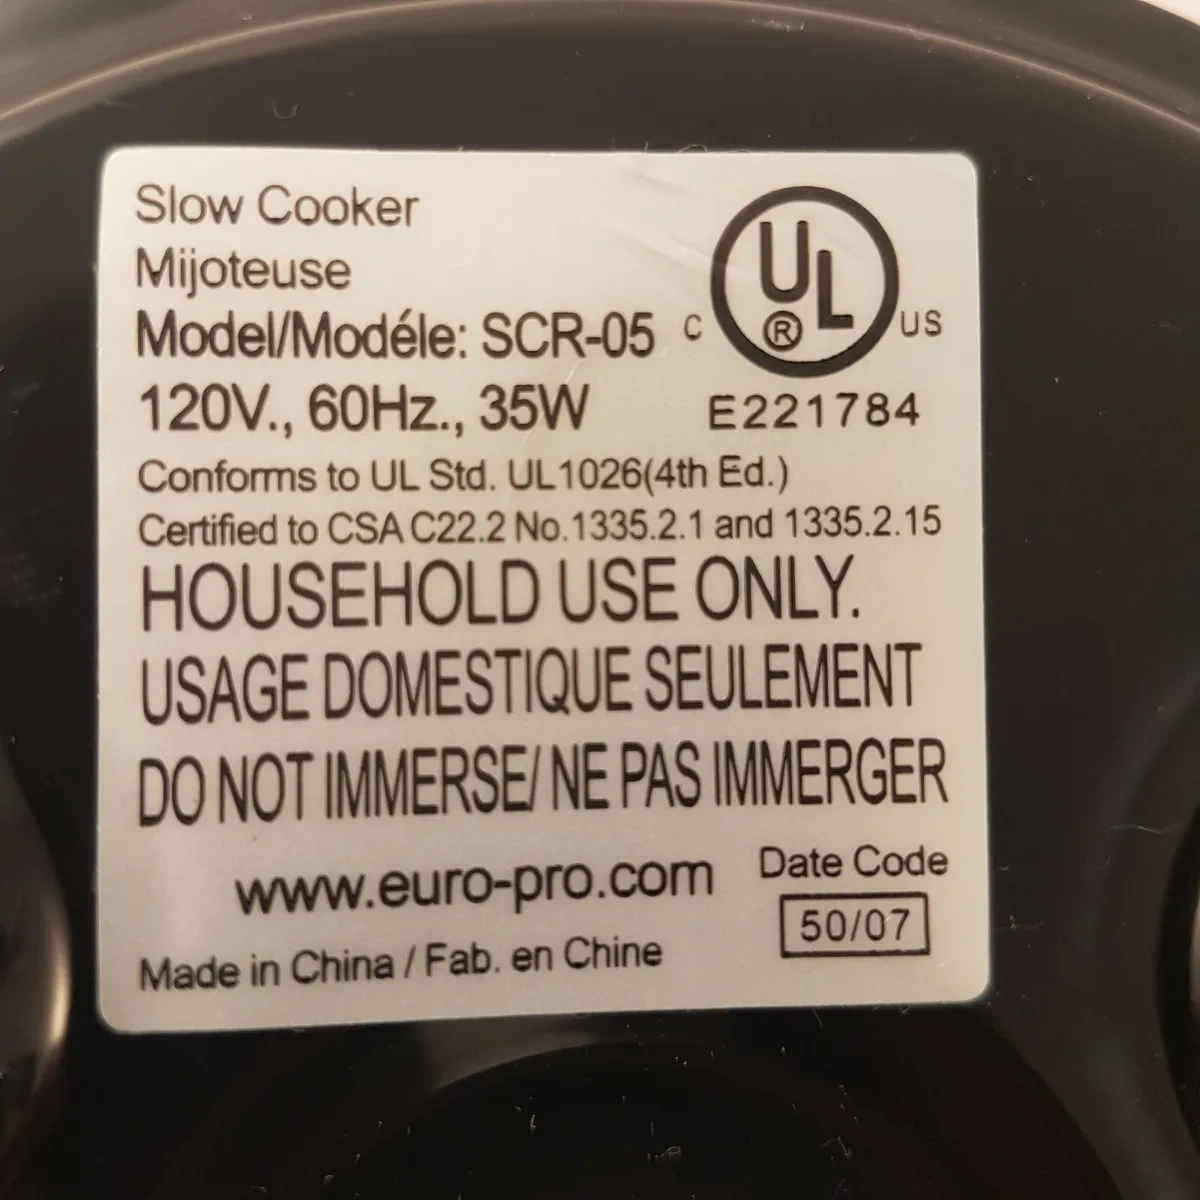 Slow Cooker
Mijoteuse
Model/Modéle: SCR-05
120V., 60Hz., 35W
C UL ® US
E221784
Conforms to UL Std. UL1026(4th Ed.)
Certified to CSA C22.2 No.1335.2.1 and 1335.2.15
HOUSEHOLD USE ONLY.
USAGE DOMESTIQUE SEULEMENT
DO NOT IMMERSE/ NE PAS IMMERGER
www.euro-pro.com
Date Code
50/07
Made in China / Fab. en Chine